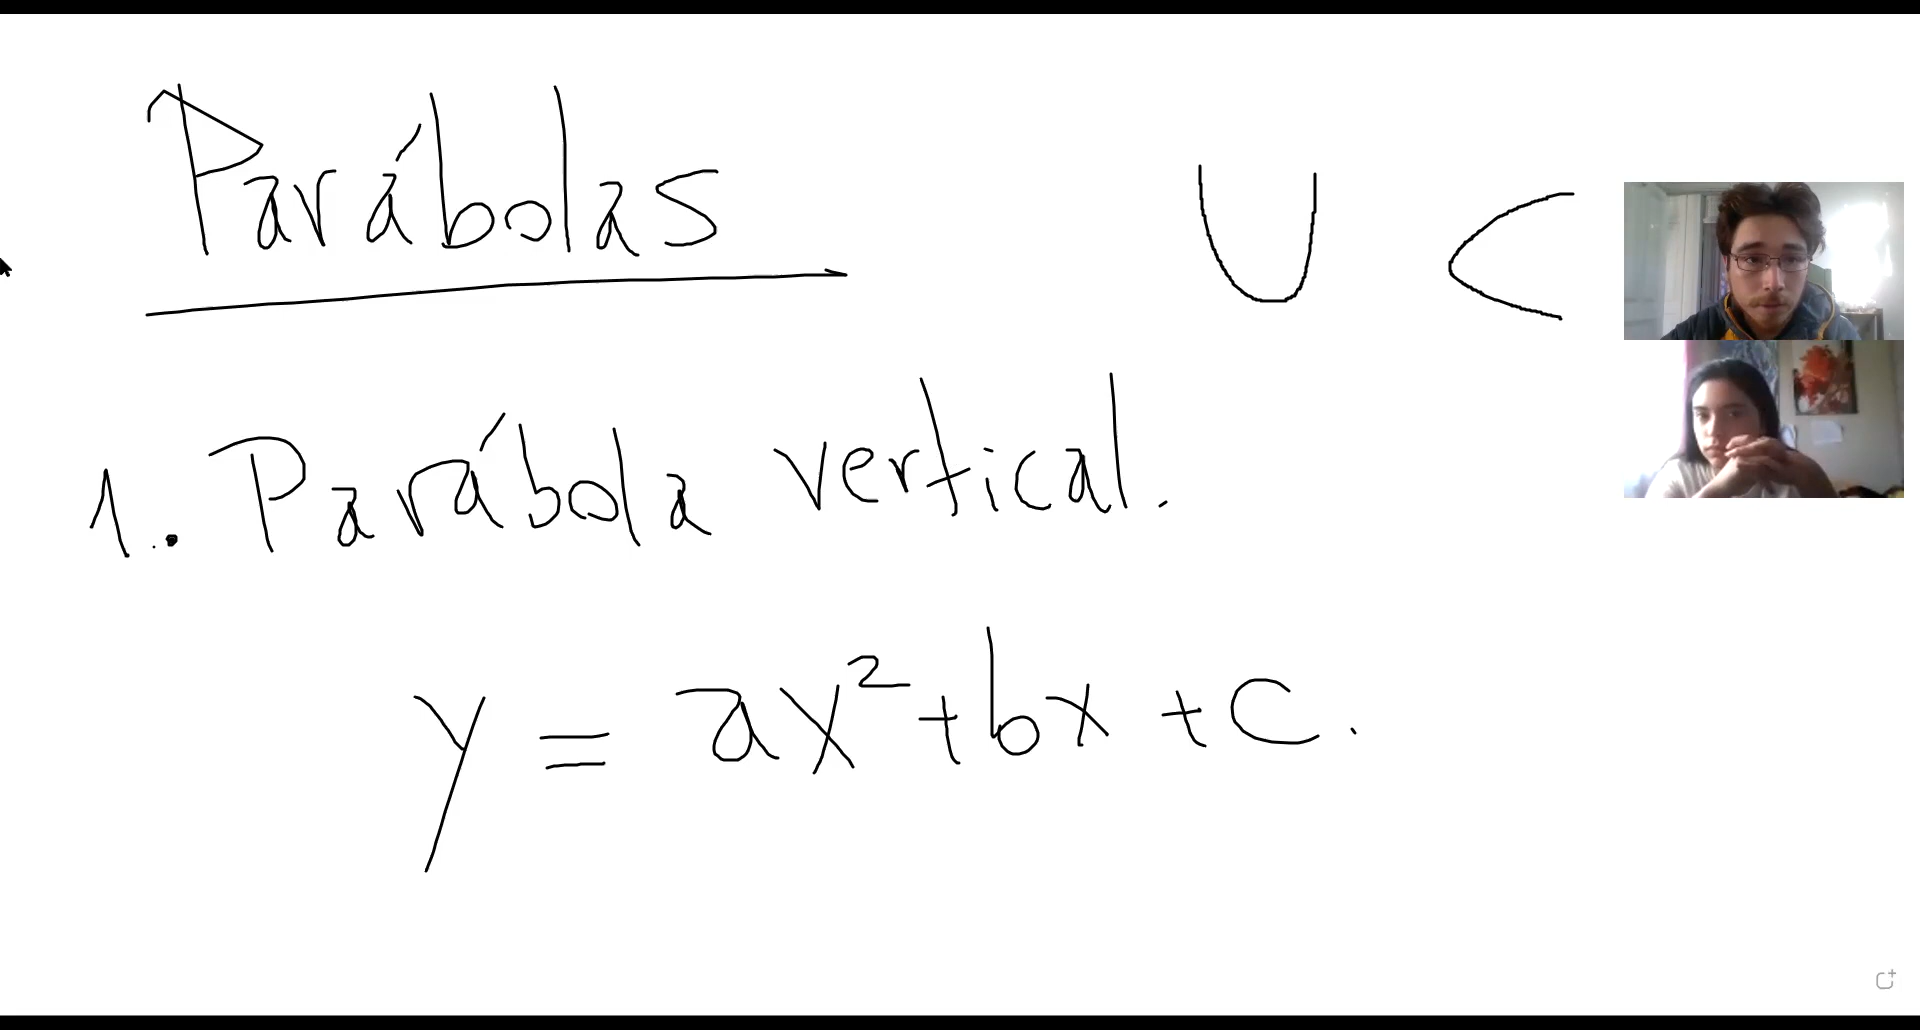 Parábolas
1. Parábola vertical.
y = ax²+bx +c.